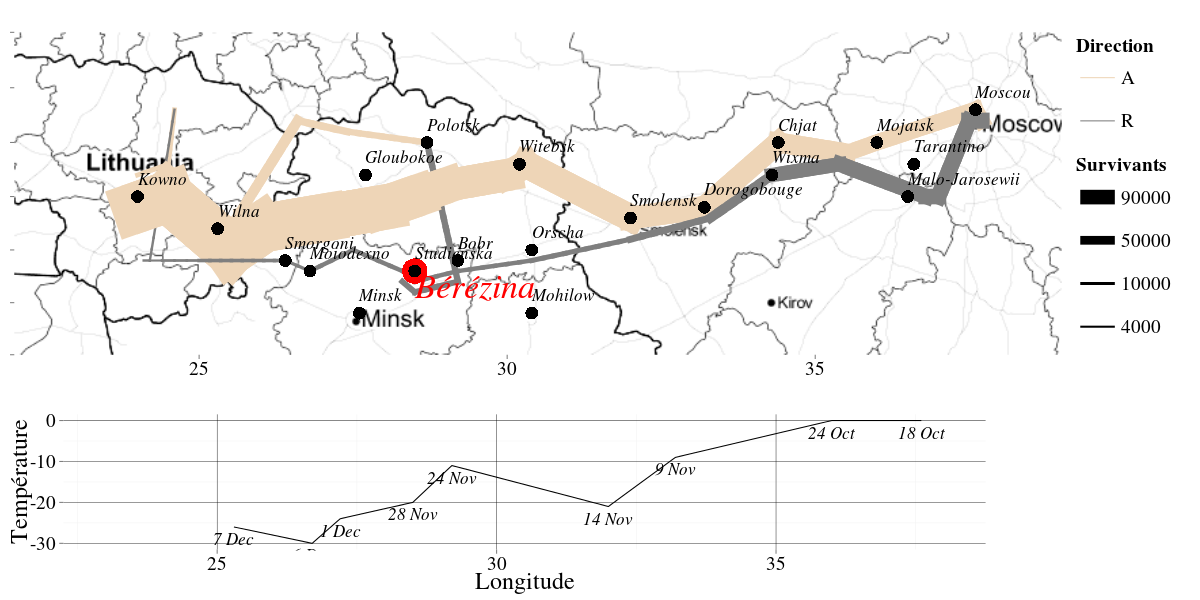 Direction
A
R
Survivants
90000
50000
10000
4000
Moscou
Moscow
Polotsk
Witebsk
Chjat
Mojaisk
Tarantino
Gloubokoe
Wixma
Lithuania
Kowno
Malo-Jarosewii
Dorogobouge
Smolensk
Smolensk
Wilna
Orscha
Smorgoni
Molodexno
Bobr
Studianska
Bérézina
Minsk
Mohilow
Minsk
Kirov
25
30
35
Température
0
-10
-20
-30
24 Oct
18 Oct
9 Nov
24 Nov
14 Nov
28 Nov
1 Dec
7 Dec
25
30
35
Longitude